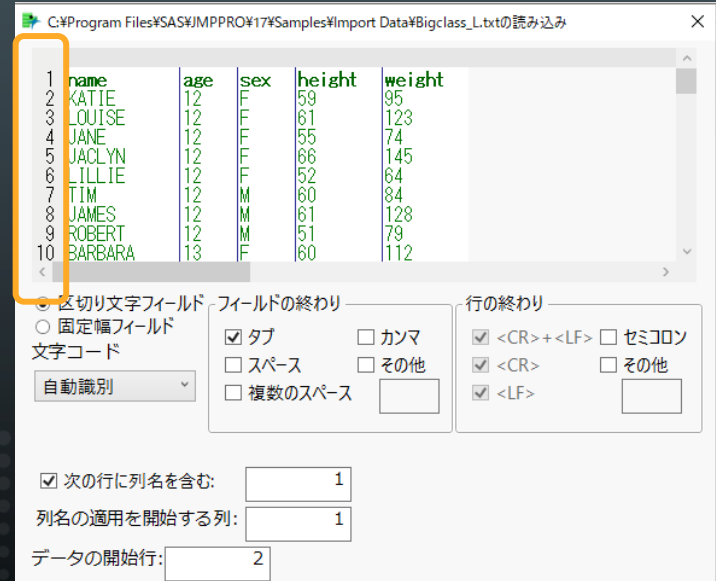 C:¥Program Files¥SAS¥JMPPRO¥17¥Samples¥Import Data¥Bigclass_L.txtの読み込み
1 name age sex height weight
2 KATIE 12 F 59 95
3 LOUISE 12 F 61 123
4 JANE 12 F 55 74
5 JACLYN 12 F 66 145
6 LILLIE 12 F 52 64
7 TIM 12 M 60 84
8 JAMES 12 M 61 128
9 ROBERT 12 M 51 79
10 BARBARA 13 F 60 112
区切り文字フィールド フィールドの終わり 行の終わり
固定幅フィールド
文字コード
自動識別
タブ カンマ
スペース その他
複数のスペース
<CR>+<LF> セミコロン
<CR> その他
<LF>
次の行に列名を含む: 1
列名の適用を開始する列: 1
データの開始行: 2